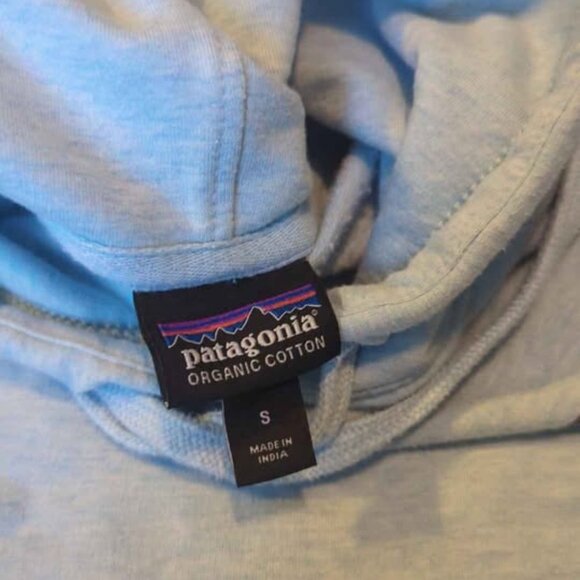 patagonia®
ORGANIC COTTON
S
MADE IN
INDIA